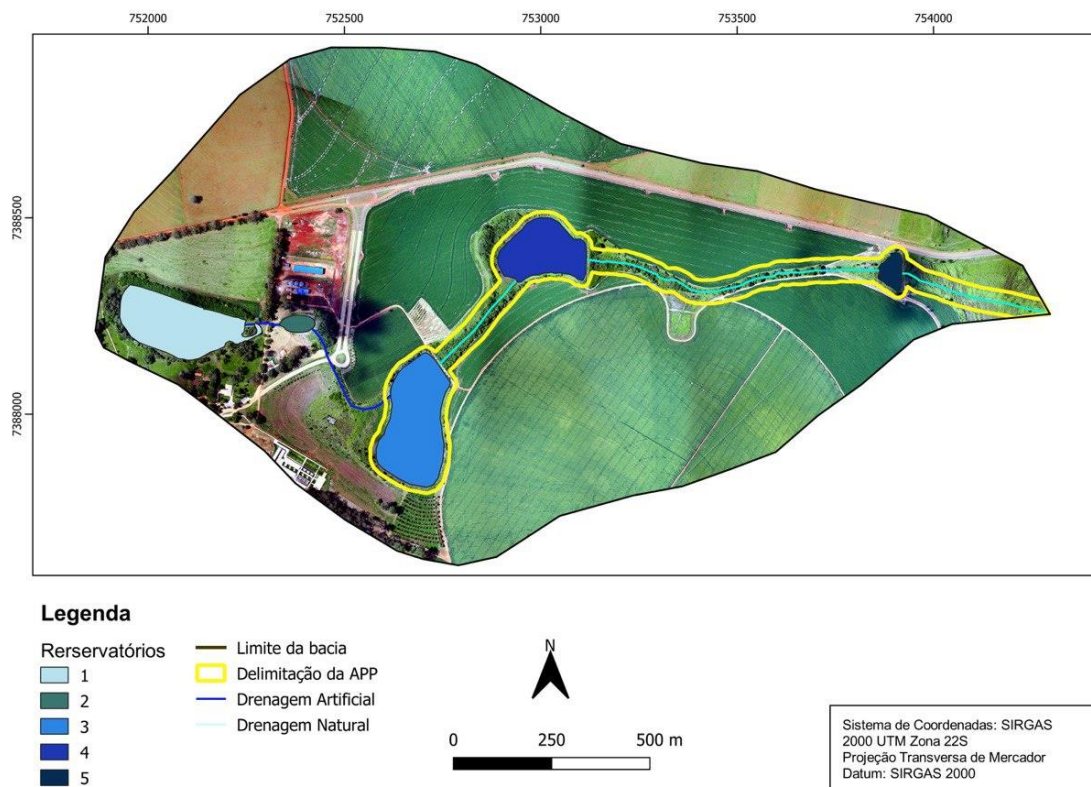 752000 752500 753000 753500 754000
7388500
7388000
Legenda
Rerservatórios
1
2
3
4
5
Limite da bacia
Delimitação da APP
Drenagem Artificial
Drenagem Natural
N
0 250 500 m
Sistema de Coordenadas: SIRGAS
2000 UTM Zona 22S
Projeção Transversa de Mercador
Datum: SIRGAS 2000